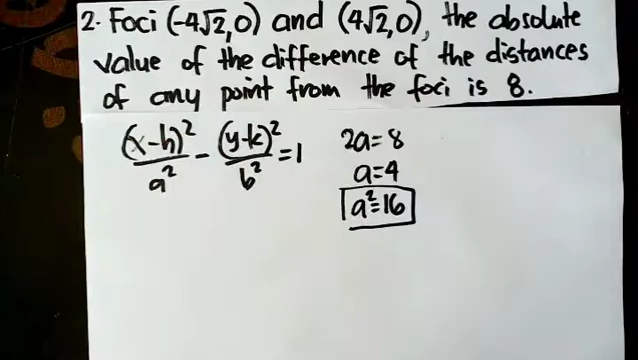 2. Foci (-4√2,0) and (4√2,0), the absolute
value of the difference of the distances
of any point from the foci is 8.
(x-h)²/a² - (y-k)²/b² = 1
2a=8
a=4
a²=16